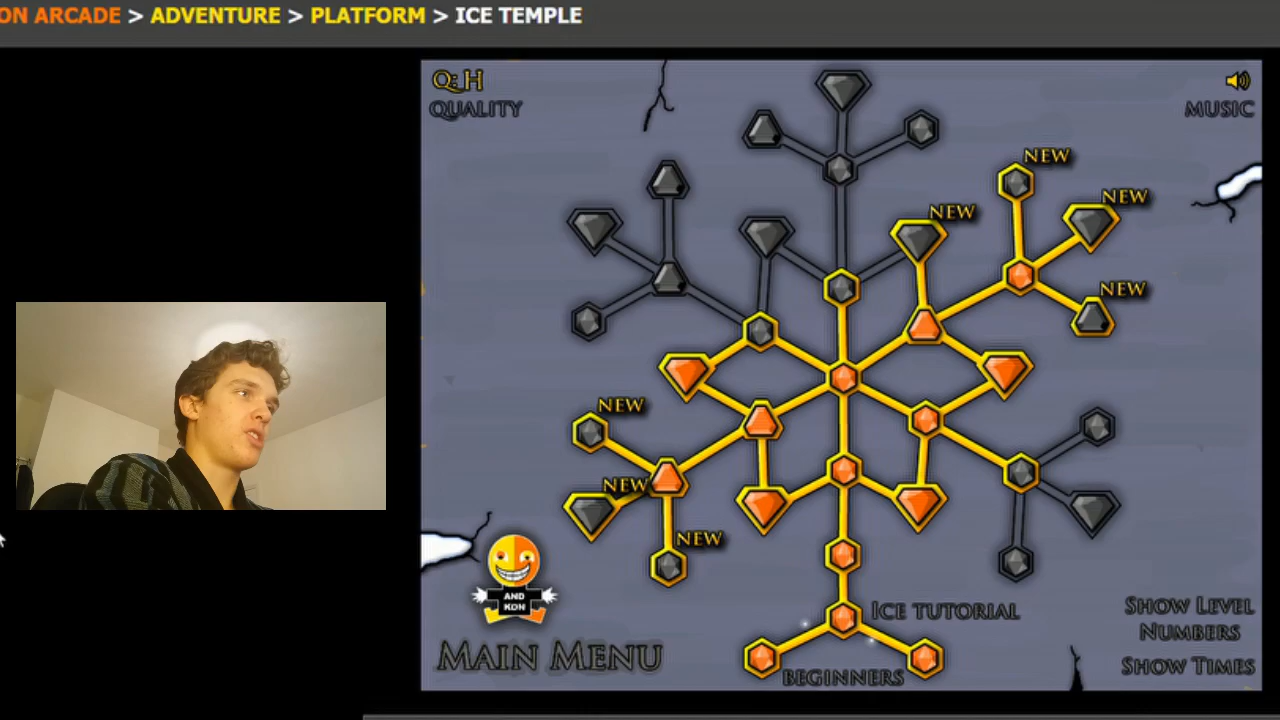 ON ARCADE > ADVENTURE > PLATFORM > ICE TEMPLE
Q: H
QUALITY
MUSIC
NEW
NEW
NEW
NEW
NEW
NEW
NEW
AND
KON
ICE TUTORIAL
SHOW LEVEL
NUMBERS
MAIN MENU
BEGINNERS
SHOW TIMES